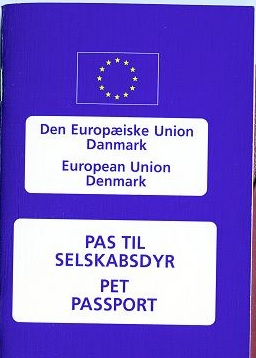 Den Europæiske Union
Danmark
European Union
Denmark
PAS TIL
SELSKABSDYR
PET
PASSPORT